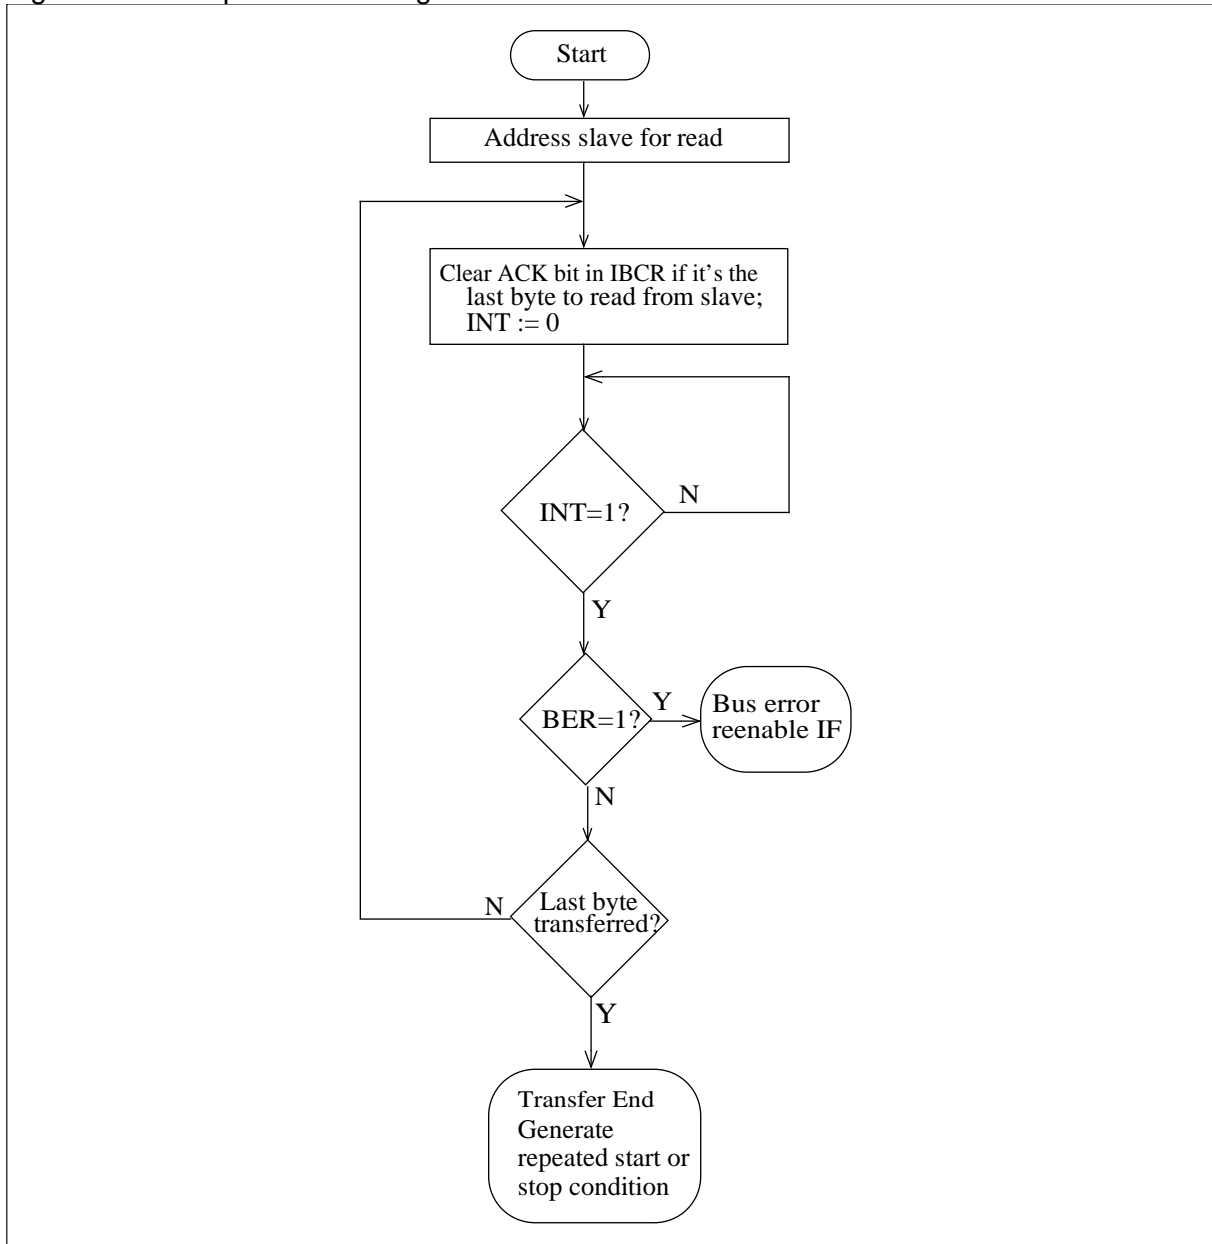 Start
Address slave for read
Clear ACK bit in IBCR if it's the
last byte to read from slave;
INT := 0
INT=1?
N
Y
BER=1?
Y
Bus error
reenable IF
N
Last byte
transferred?
N
Y
Transfer End
Generate
repeated start or
stop condition